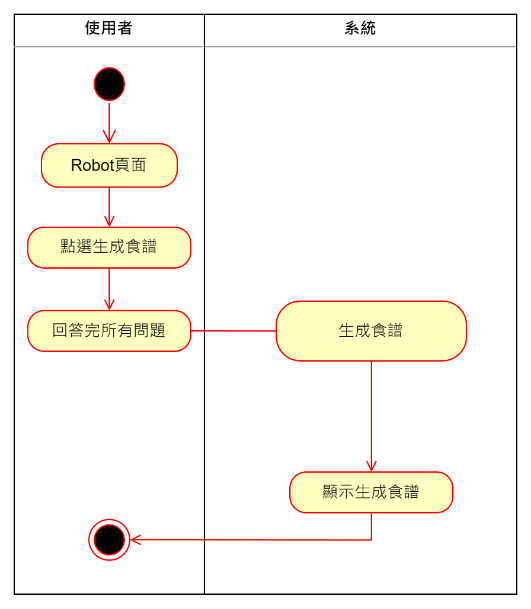 使用者
系統
Robot頁面
點選生成食譜
回答完所有問題
生成食譜
顯示生成食譜